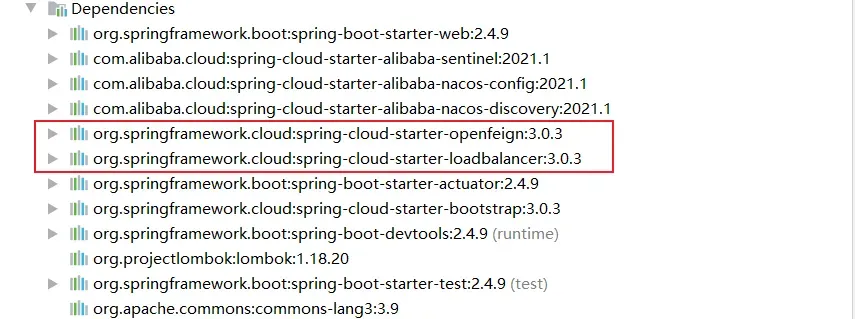 Dependencies
org.springframework.boot:spring-boot-starter-web:2.4.9
com.alibaba.cloud:spring-cloud-starter-alibaba-sentinel:2021.1
com.alibaba.cloud:spring-cloud-starter-alibaba-nacos-config:2021.1
com.alibaba.cloud:spring-cloud-starter-alibaba-nacos-discovery:2021.1
org.springframework.cloud:spring-cloud-starter-openfeign:3.0.3
org.springframework.cloud:spring-cloud-starter-loadbalancer:3.0.3
org.springframework.boot:spring-boot-starter-actuator:2.4.9
org.springframework.cloud:spring-cloud-starter-bootstrap:3.0.3
org.springframework.boot:spring-boot-devtools:2.4.9 (runtime)
org.projectlombok:lombok:1.18.20
org.springframework.boot:spring-boot-starter-test:2.4.9 (test)
org.apache.commons:commons-lang3:3.9